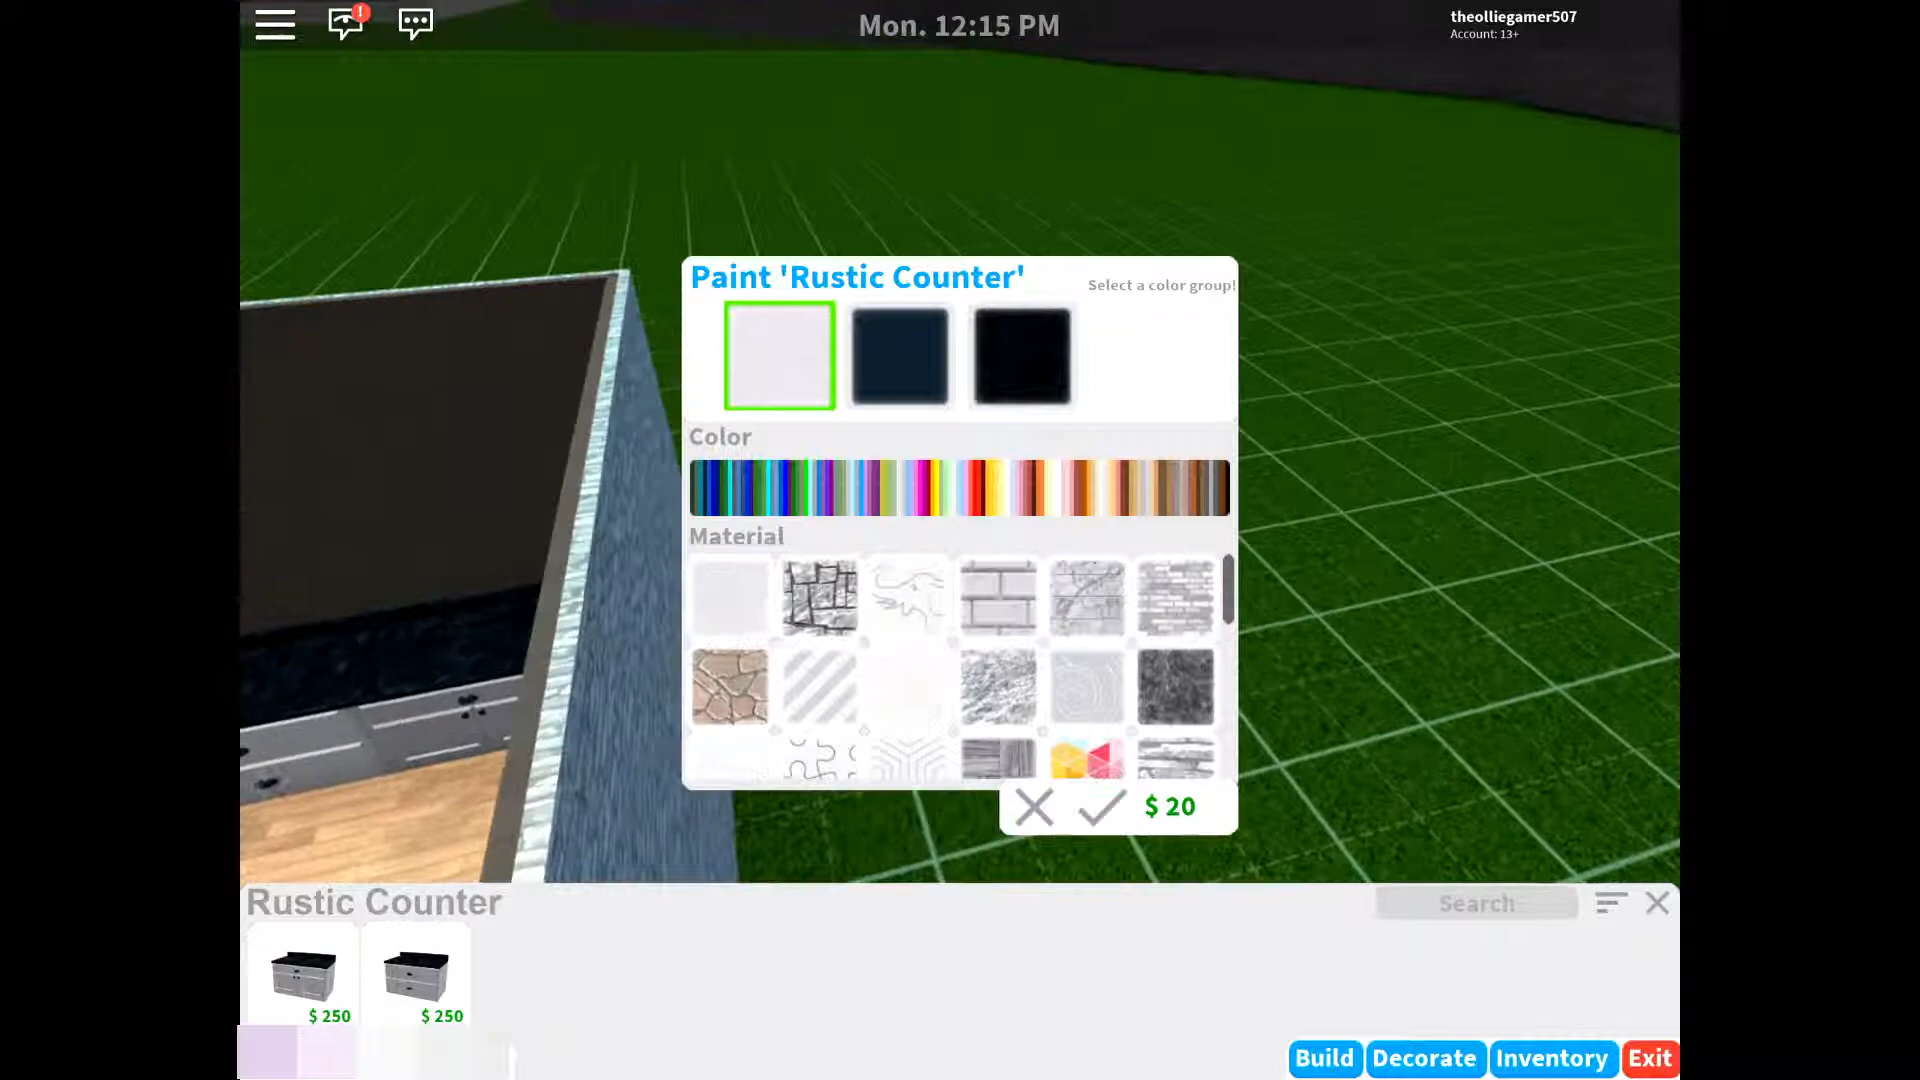 Mon. 12:15 PM
theolliegamer507
Account: 13+
Paint 'Rustic Counter'
Select a color group!
Color
Material
$ 20
Rustic Counter
Search
$ 250
$ 250
Build
Decorate
Inventory
Exit